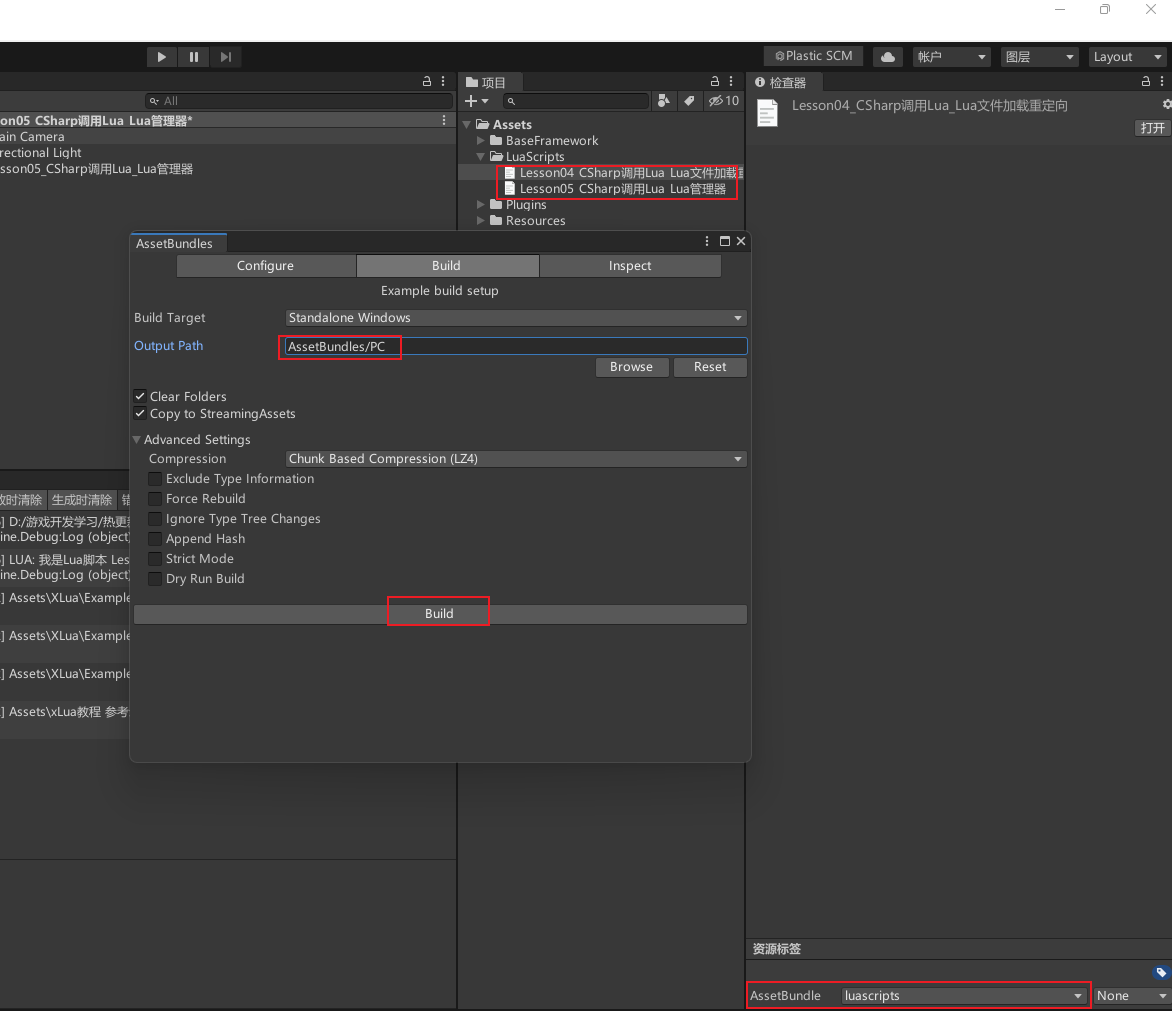 Plastic SCM
帐户
图层
Layout
项目
检查器
All
10
Lesson04_CSharp调用Lua_Lua文件加载重定向
打开
on05_CSharp调用Lua_Lua管理器*
ain Camera
rectional Light
sson05_CSharp调用Lua_Lua管理器
Assets
BaseFramework
LuaScripts
Lesson04_CSharp调用Lua_Lua文件加载重
Lesson05_CSharp调用Lua_Lua管理器
Plugins
Resources
AssetBundles
Configure
Build
Inspect
Example build setup
Build Target
Standalone Windows
Output Path
AssetBundles/PC
Browse
Reset
Clear Folders
Copy to StreamingAssets
Advanced Settings
Compression
Chunk Based Compression (LZ4)
Exclude Type Information
Force Rebuild
Ignore Type Tree Changes
Append Hash
Strict Mode
Dry Run Build
Build
放时清除
生成时清除
错
] D:/游戏开发学习/热更新
ine.Debug:Log (object)
] LUA: 我是Lua脚本 Les
ine.Debug:Log (object)
] Assets\XLua\Example
] Assets\XLua\Example
] Assets\XLua\Example
] Assets\xLua教程 参考
资源标签
AssetBundle
luascripts
None